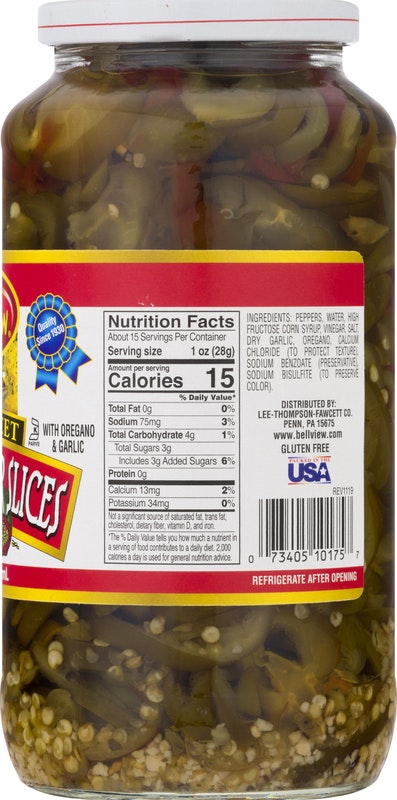 W.
Quality
Since 1930
ET
PARVE
WITH OREGANO
& GARLIC
SLICES
Nutrition Facts
About 15 Servings Per Container
Serving size 1 oz (28g)
Amount per serving
Calories 15
% Daily Value*
Total Fat 0g 0%
Sodium 75mg 3%
Total Carbohydrate 4g 1%
Total Sugars 3g
Includes 3g Added Sugars 6%
Protein 0g
Calcium 13mg 2%
Potassium 34mg 0%
Not a significant source of saturated fat, trans fat,
cholesterol, dietary fiber, vitamin D, and iron.
*The % Daily Value tells you how much a nutrient in
a serving of food contributes to a daily diet. 2,000
calories a day is used for general nutrition advice.
INGREDIENTS: PEPPERS, WATER, HIGH
FRUCTOSE CORN SYRUP, VINEGAR, SALT,
DRY GARLIC, OREGANO, CALCIUM
CHLORIDE (TO PROTECT TEXTURE),
SODIUM BENZOATE (PRESERVATIVE),
SODIUM BISULFITE (TO PRESERVE
COLOR).
DISTRIBUTED BY:
LEE-THOMPSON-FAWCETT CO.
PENN, PA 15675
www.bellview.com
GLUTEN FREE
PACKED IN THE
USA
REV1119
0 73405 10175 7
REFRIGERATE AFTER OPENING